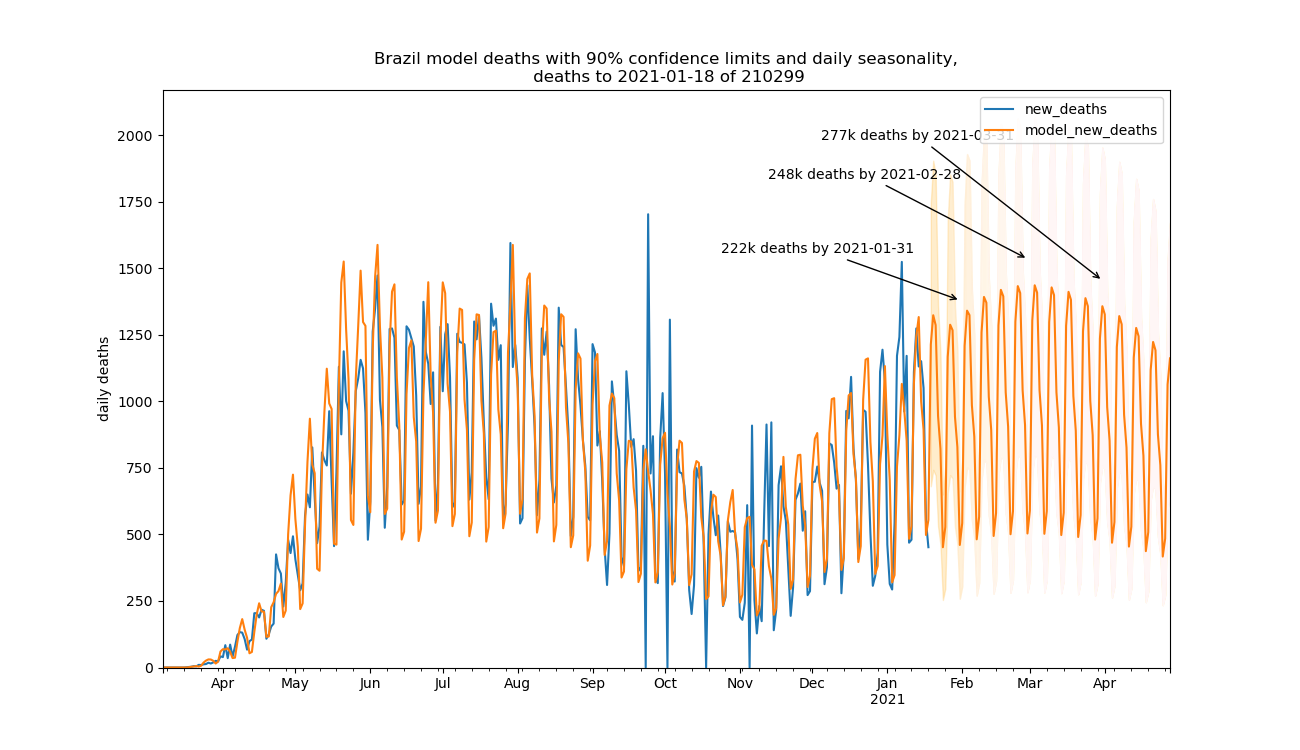 Brazil model deaths with 90% confidence limits and daily seasonality,
deaths to 2021-01-18 of 210299
new_deaths
model_new_deaths
277k deaths by 2021-03-31
248k deaths by 2021-02-28
222k deaths by 2021-01-31
daily deaths
2000
1750
1500
1250
1000
750
500
250
0
Apr May Jun Jul Aug Sep Oct Nov Dec Jan Feb Mar Apr
2021